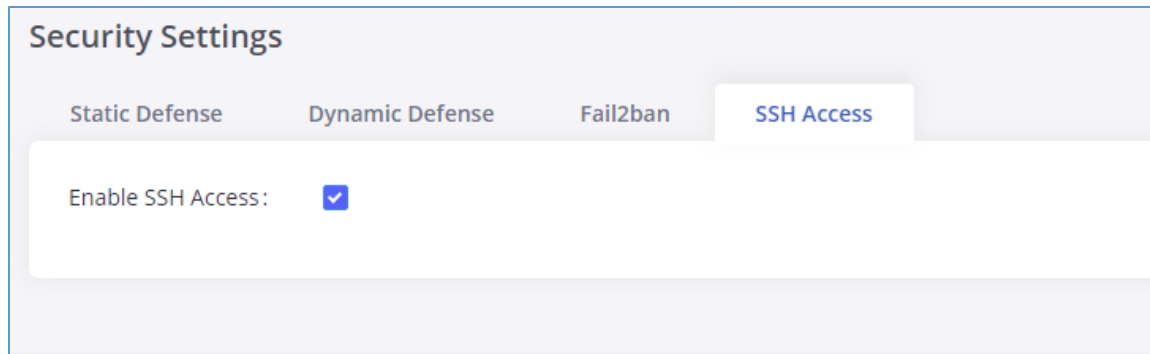 Security Settings
Static Defense Dynamic Defense Fail2ban SSH Access
Enable SSH Access: